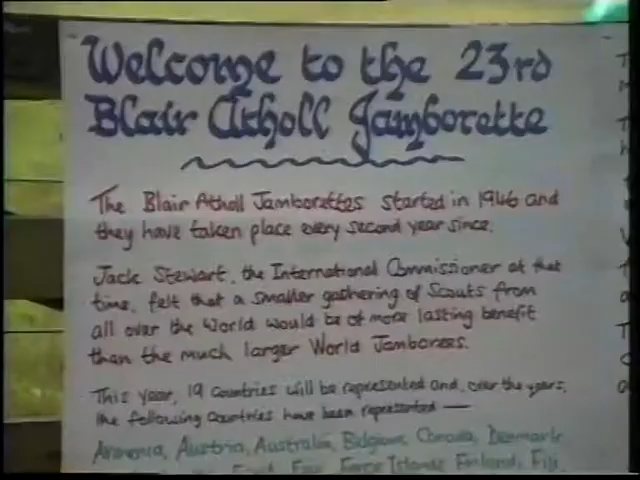 Welcome to the 23rd
Blair Atholl Jamborette
The Blair Atholl Jamborettes started in 1946 and
they have taken place every second year since.
Jack Stewart, the International Commissioner at that
time, felt that a smaller gathering of Scouts from
all over the World would be of more lasting benefit
than the much larger World Jamborees.
This year, 19 Countries will be represented and, over the years,
the following Countries have been represented —
Armenia, Austria, Australia, Belgium, Canada, Denmark
Faroe Islands Finland, Fiji,